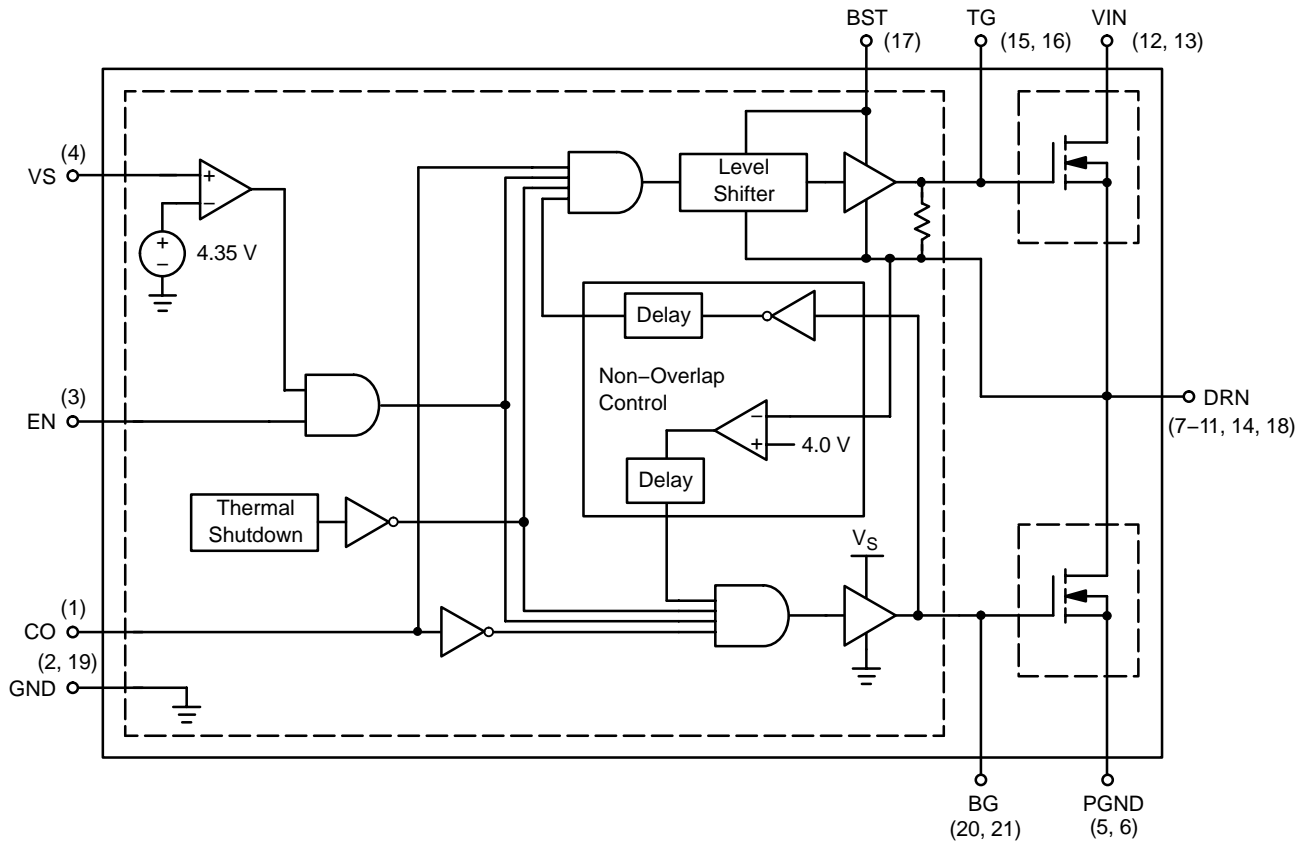 BST
(17)
TG
(15, 16)
VIN
(12, 13)
(4)
VS
+
−
+
−
4.35 V
Level
Shifter
Delay
Non−Overlap
Control
(3)
EN
−
+
4.0 V
Delay
DRN
(7−11, 14, 18)
Thermal
Shutdown
VS
(1)
CO
(2, 19)
GND
BG
(20, 21)
PGND
(5, 6)